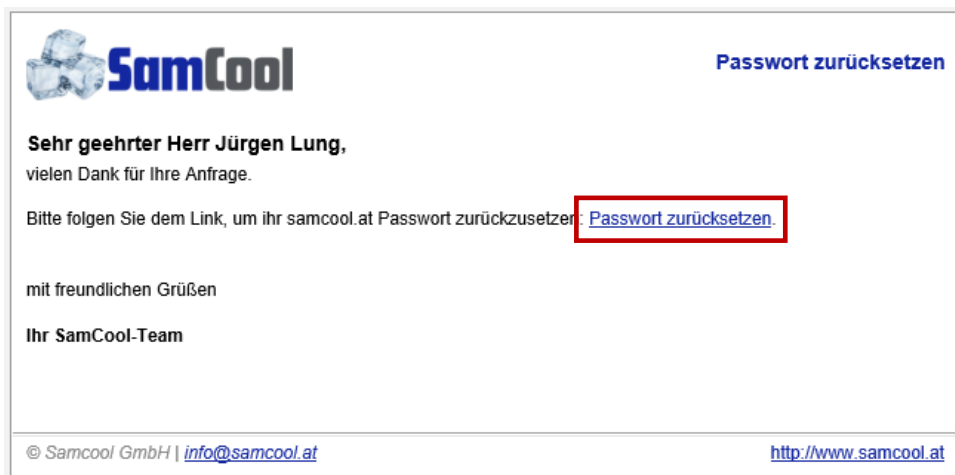 SamCool
Passwort zurücksetzen
Sehr geehrter Herr Jürgen Lung,
vielen Dank für Ihre Anfrage.
Bitte folgen Sie dem Link, um ihr samcool.at Passwort zurückzusetzen: Passwort zurücksetzen.
mit freundlichen Grüßen
Ihr SamCool-Team
© Samcool GmbH | info@samcool.at
http://www.samcool.at